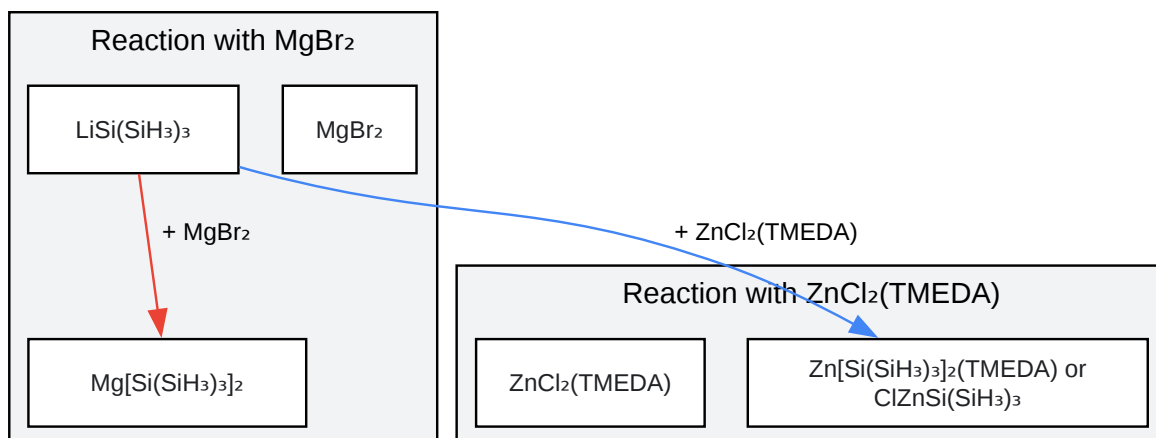 Reaction with MgBr₂
LiSi(SiH₃)₃
MgBr₂
+ MgBr₂
+ ZnCl₂(TMEDA)
Mg[Si(SiH₃)₃]₂
Reaction with ZnCl₂(TMEDA)
ZnCl₂(TMEDA)
Zn[Si(SiH₃)₃]₂(TMEDA) or
ClZnSi(SiH₃)₃